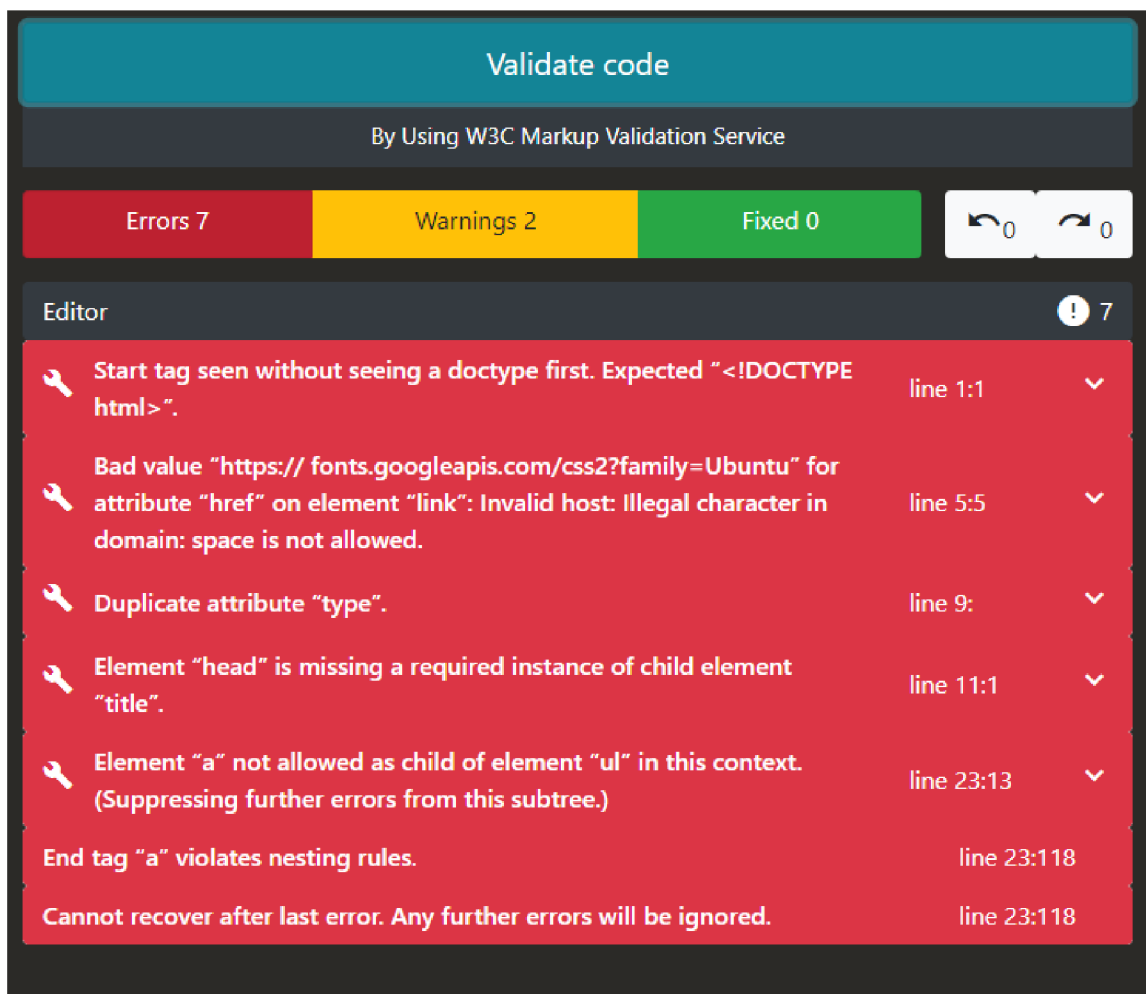 Validate code
By Using W3C Markup Validation Service
Errors 7
Warnings 2
Fixed 0
0
0
Editor
! 7
Start tag seen without seeing a doctype first. Expected “<!DOCTYPE
html>”.
line 1:1
Bad value “https:// fonts.googleapis.com/css2?family=Ubuntu” for
attribute “href” on element “link”: Invalid host: Illegal character in
domain: space is not allowed.
line 5:5
Duplicate attribute “type”.
line 9:
Element “head” is missing a required instance of child element
“title”.
line 11:1
Element “a” not allowed as child of element “ul” in this context.
(Suppressing further errors from this subtree.)
line 23:13
End tag “a” violates nesting rules.
line 23:118
Cannot recover after last error. Any further errors will be ignored.
line 23:118